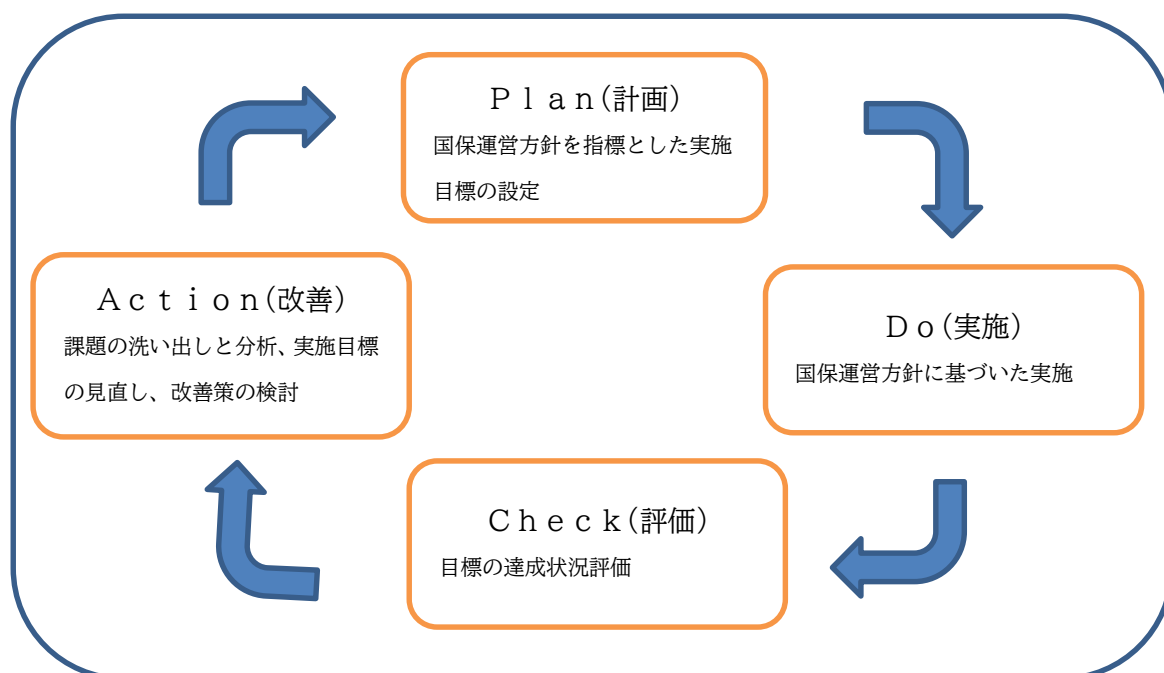 Ｐｌａｎ(計画)
国保運営方針を指標とした実施
目標の設定
Ａｃｔｉｏｎ(改善)
課題の洗い出しと分析、実施目標
の見直し、改善策の検討
Ｄｏ(実施)
国保運営方針に基づいた実施
Ｃｈｅｃｋ(評価)
目標の達成状況評価